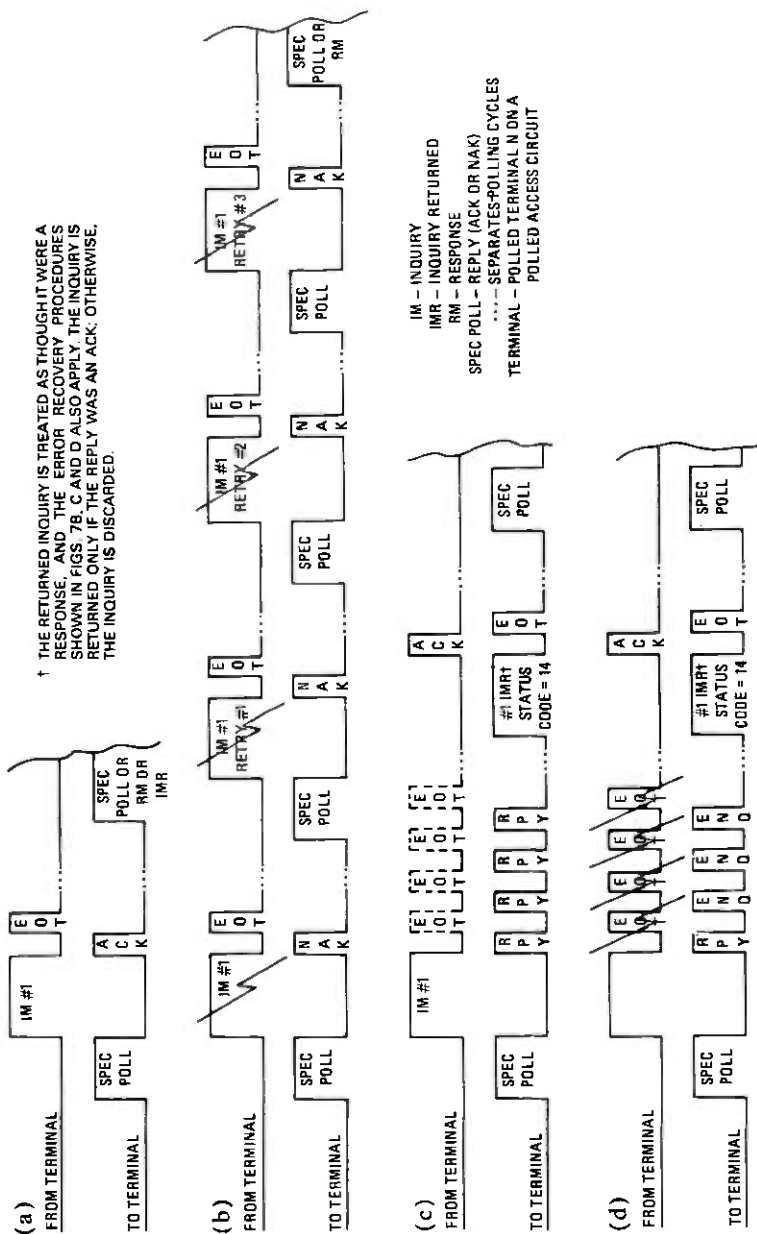 (a)
FROM TERMINAL
IM #1
E O T
TO TERMINAL
SPEC POLL
A C K
SPEC POLL OR RM OR IMR
† THE RETURNED INQUIRY IS TREATED AS THOUGH IT WERE A
RESPONSE, AND THE ERROR RECOVERY PROCEDURES
SHOWN IN FIGS. 7B, C AND D ALSO APPLY. THE INQUIRY IS
RETURNED ONLY IF THE REPLY WAS AN ACK; OTHERWISE,
THE INQUIRY IS DISCARDED.
(b)
FROM TERMINAL
IM #1
E O T
IM #1 RETRY #1
E O T
IM #1 RETRY #2
E O T
IM #1 RETRY #3
E O T
TO TERMINAL
SPEC POLL
N A K
SPEC POLL
N A K
SPEC POLL
N A K
SPEC POLL
N A K
SPEC POLL OR RM
(c)
FROM TERMINAL
IM #1
E O T
E O T
E O T
E O T
A C K
TO TERMINAL
SPEC POLL
R P Y
R P Y
R P Y
R P Y
#1 IMR†
STATUS
CODE = 14
E O T
SPEC POLL
IM – INQUIRY
IMR – INQUIRY RETURNED
RM – RESPONSE
SPEC POLL – REPLY (ACK OR NAK)
···– SEPARATES-POLLING CYCLES
TERMINAL – POLLED TERMINAL N ON A
POLLED ACCESS CIRCUIT
(d)
FROM TERMINAL
E O T
E O T
E O T
E O T
A C K
TO TERMINAL
SPEC POLL
R P Y
E N Q
E N Q
E N Q
#1 IMR†
STATUS
CODE = 14
E O T
SPEC POLL